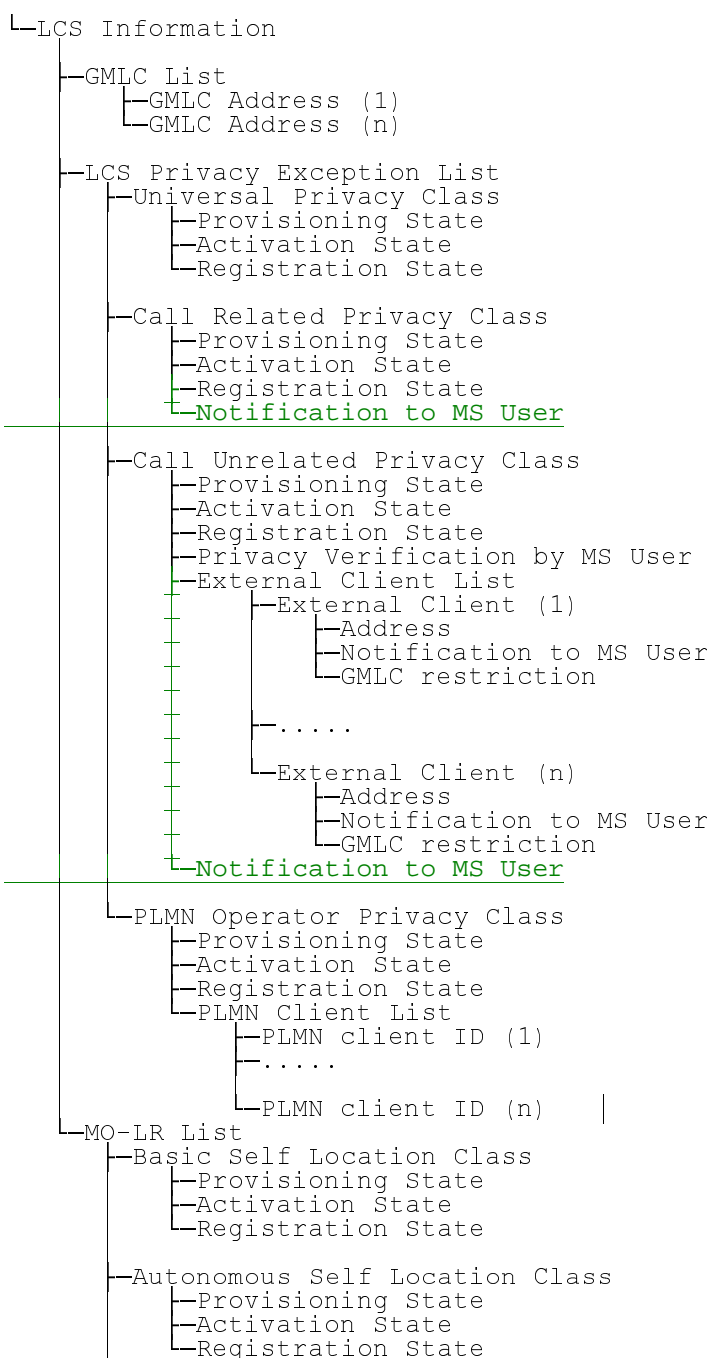 LCS Information
GMLC List
GMLC Address (1)
GMLC Address (n)
LCS Privacy Exception List
Universal Privacy Class
Provisioning State
Activation State
Registration State
Call Related Privacy Class
Provisioning State
Activation State
Registration State
Notification to MS User
Call Unrelated Privacy Class
Provisioning State
Activation State
Registration State
Privacy Verification by MS User
External Client List
External Client (1)
Address
Notification to MS User
GMLC restriction
.....
External Client (n)
Address
Notification to MS User
GMLC restriction
Notification to MS User
PLMN Operator Privacy Class
Provisioning State
Activation State
Registration State
PLMN Client List
PLMN client ID (1)
.....
PLMN client ID (n)
MO-LR List
Basic Self Location Class
Provisioning State
Activation State
Registration State
Autonomous Self Location Class
Provisioning State
Activation State
Registration State